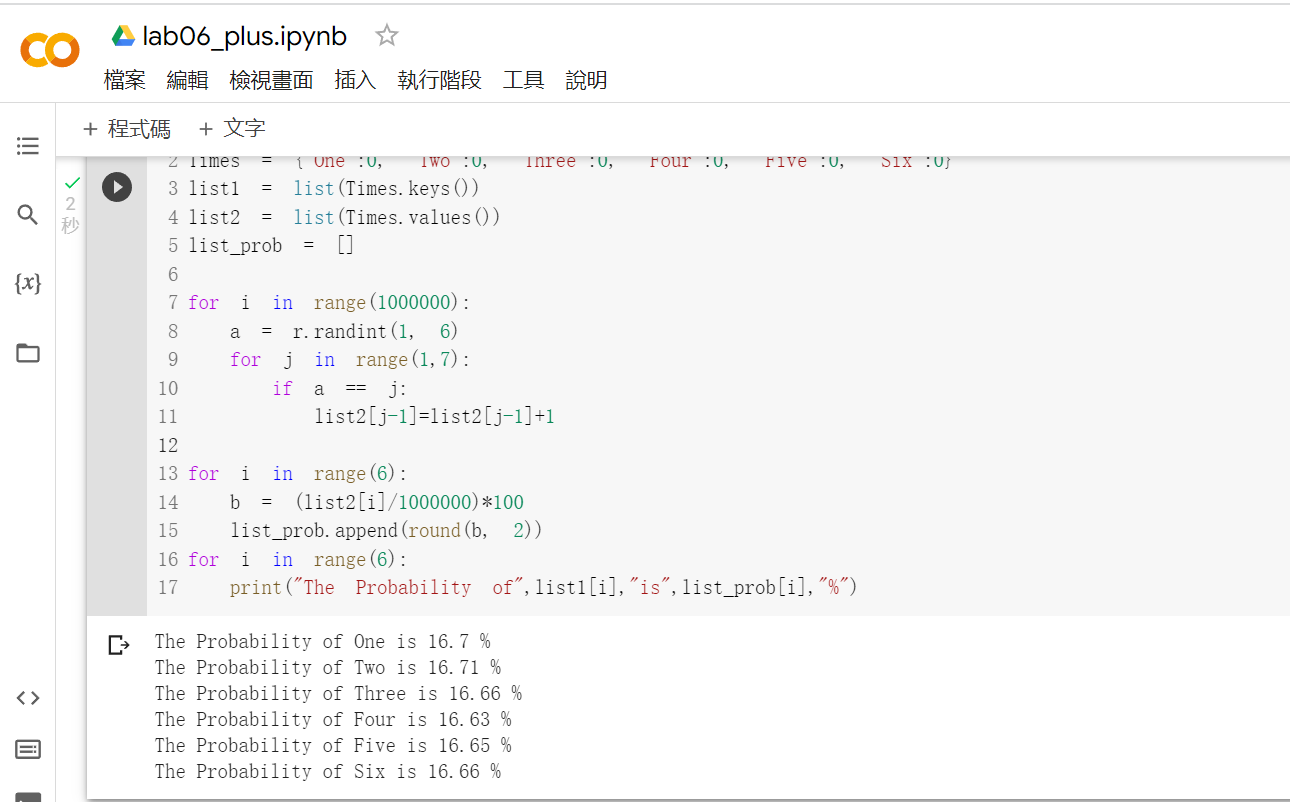 lab06_plus.ipynb
檔案 編輯 檢視畫面 插入 執行階段 工具 說明
+ 程式碼 + 文字
2 Times = {"One":0, "Two":0, "Three":0, "Four":0, "Five":0, "Six":0}
3 list1 = list(Times.keys())
4 list2 = list(Times.values())
5 list_prob = []
6
7 for i in range(1000000):
8 a = r.randint(1, 6)
9 for j in range(1,7):
10 if a == j:
11 list2[j-1]=list2[j-1]+1
12
13 for i in range(6):
14 b = (list2[i]/1000000)*100
15 list_prob.append(round(b, 2))
16 for i in range(6):
17 print("The Probability of",list1[i],"is",list_prob[i],"%")
2
秒
{x}
The Probability of One is 16.7 %
The Probability of Two is 16.71 %
The Probability of Three is 16.66 %
The Probability of Four is 16.63 %
The Probability of Five is 16.65 %
The Probability of Six is 16.66 %